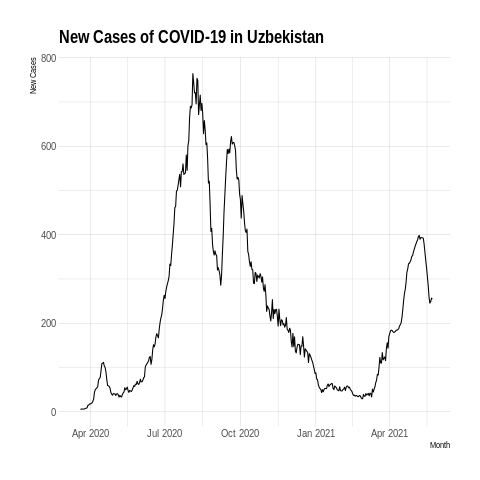 New Cases of COVID-19 in Uzbekistan
New Cases
800
600
400
200
0
Apr 2020 Jul 2020 Oct 2020 Jan 2021 Apr 2021
Month